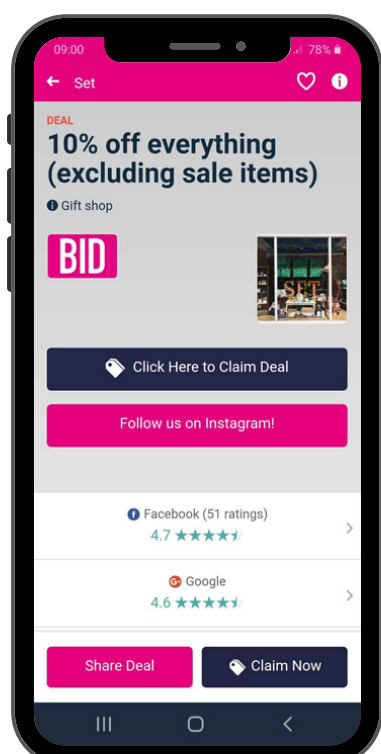 09:00
78%
Set
DEAL
10% off everything
(excluding sale items)
Gift shop
BID
SET
Click Here to Claim Deal
Follow us on Instagram!
Facebook (51 ratings)
4.7
Google
4.6
Share Deal
Claim Now